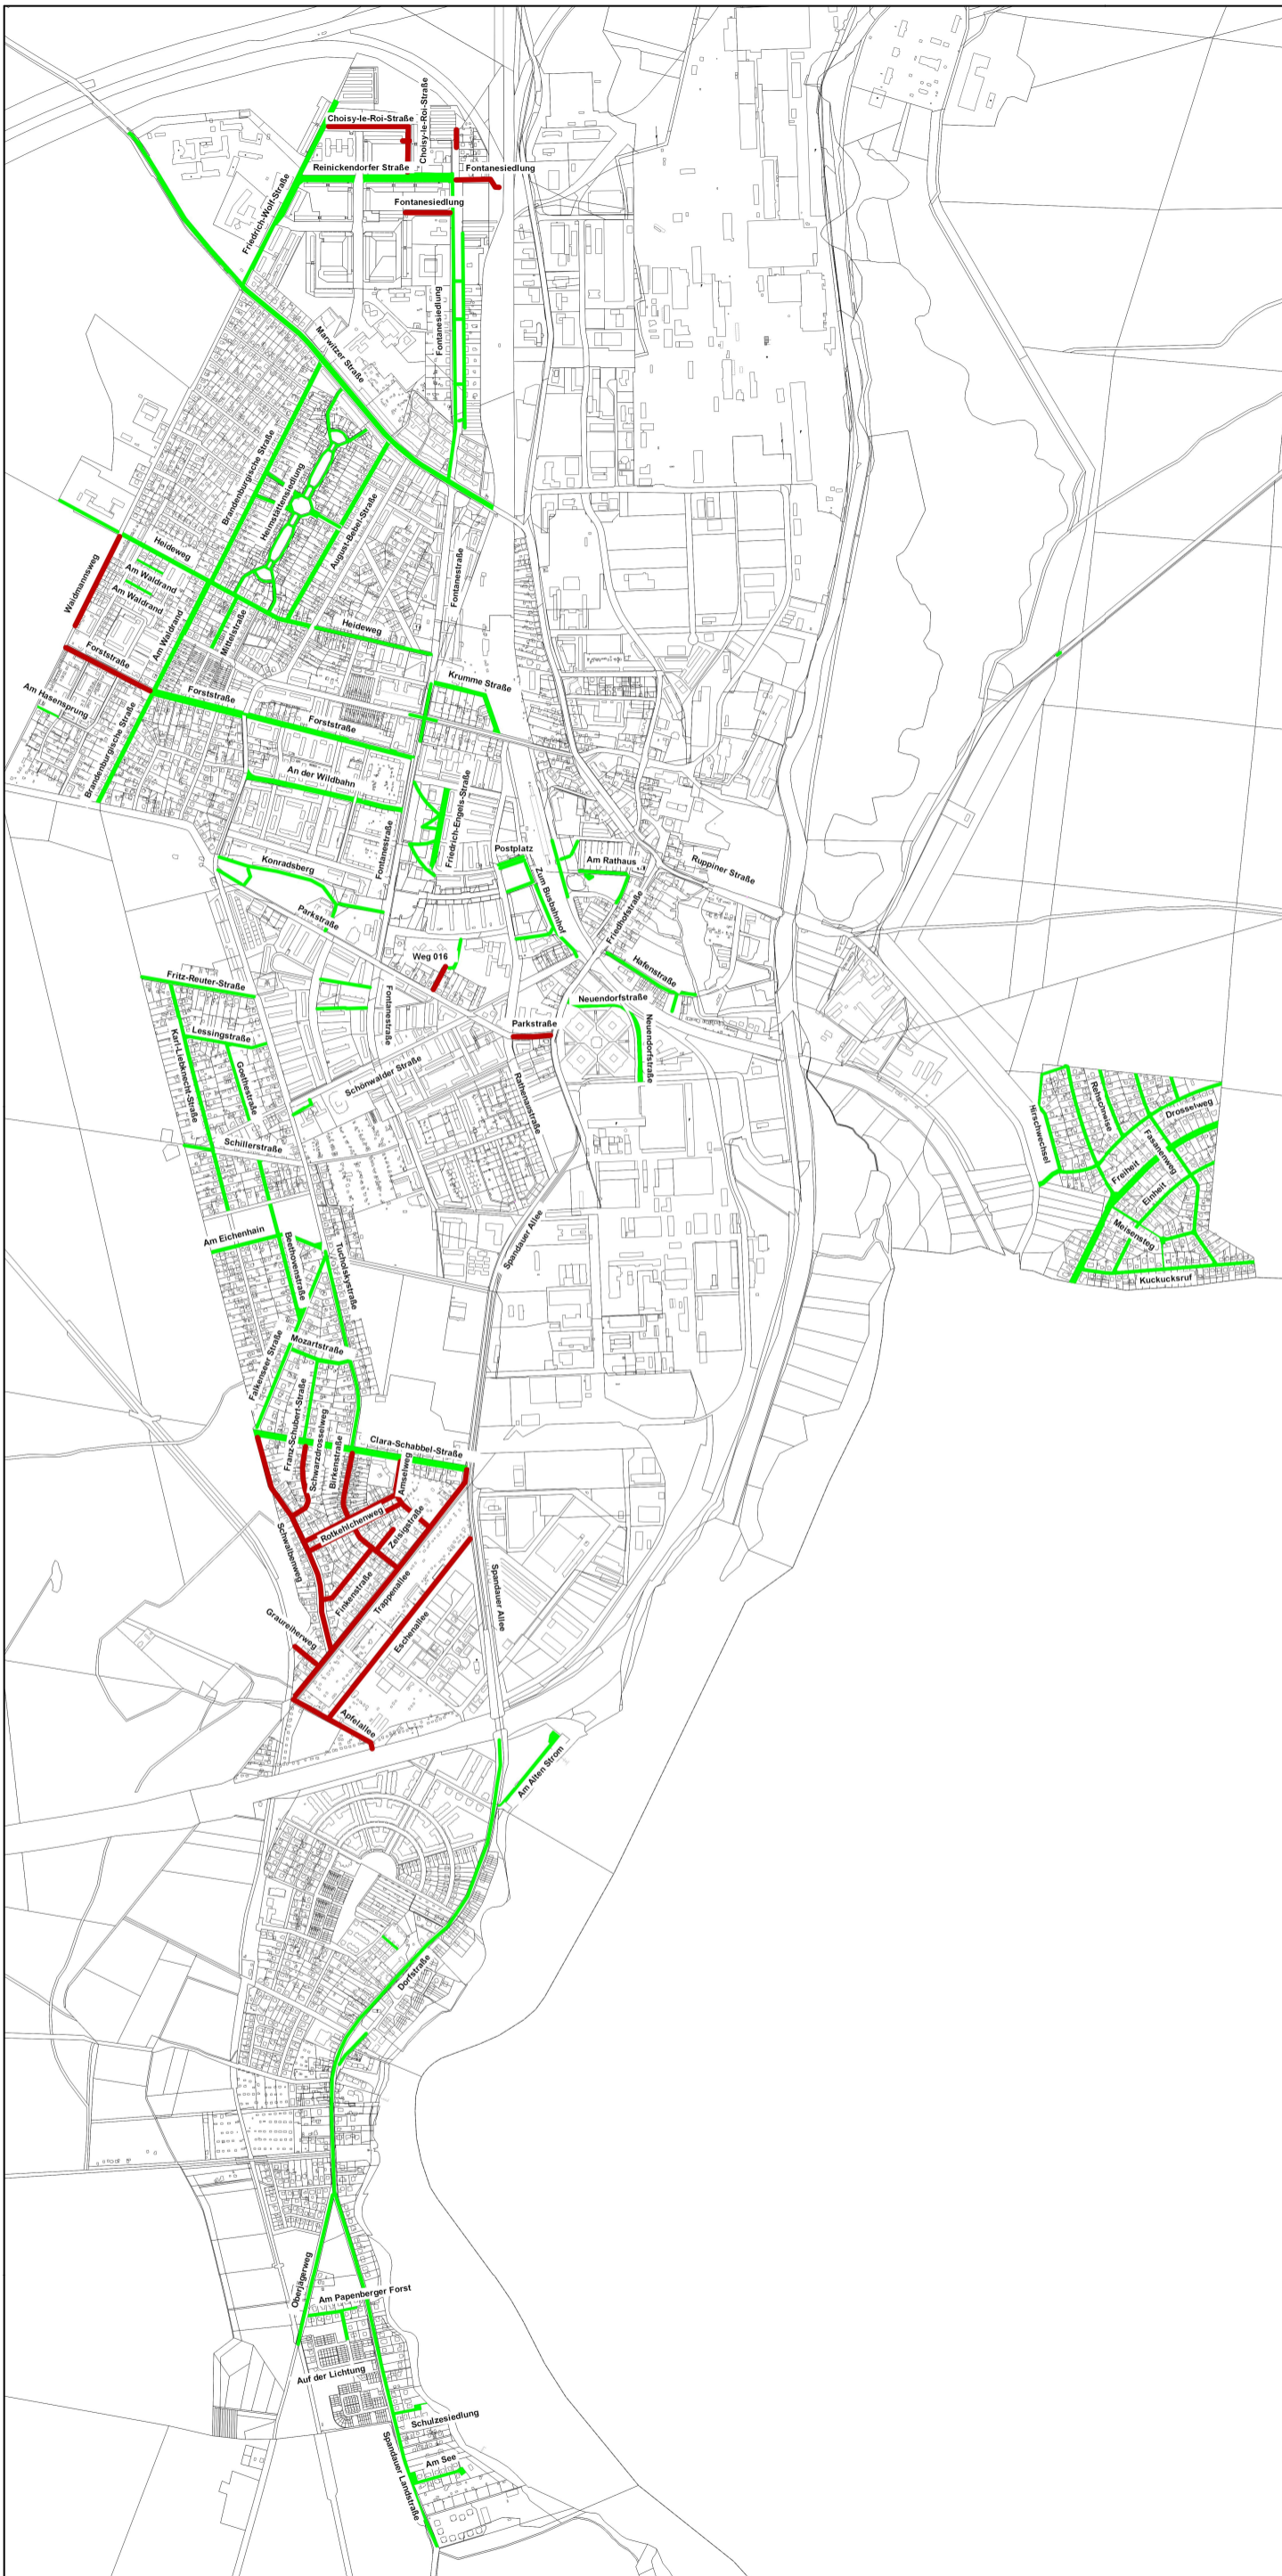 Choisy-le-Roi-Straße
Choisy-le-Roi-Straße
Reinickendorfer Straße
Fontanesiedlung
Fontanesiedlung
Friedrich-Wolf-Straße
Fontanesiedlung
Marwitzer Straße
Brandenburgische Straße
Heimstättensiedlung
August-Bebel-Straße
Heideweg
Am Waldrand
Am Waldrand
Waidmannsweg
Fontanestraße
Mittelstraße
Heideweg
Am Waldrand
Forststraße
Krumme Straße
Am Hasensprung
Forststraße
Forststraße
Brandenburgische Straße
An der Wildbahn
Friedrich-Engels-Straße
Fontanestraße
Postplatz
Am Rathaus
Ruppiner Straße
Konradsberg
Zum Busbahnhof
Friedhofstraße
Parkstraße
Weg 016
Hafenstraße
Fritz-Reuter-Straße
Neuendorfstraße
Fontanestraße
Parkstraße
Neuendorfstraße
Lessingstraße
Karl-Liebknecht-Straße
Goethestraße
Schönwalder Straße
Rathenaustraße
Schillerstraße
Hirschwechsel
Rehschneise
Drosselweg
Fasanenweg
Freiheit
Einheit
Meisensteg
Kuckucksruf
Am Eichenhain
Beethovenstraße
Tucholskystraße
Spandauer Allee
Mozartstraße
Falkenseer Straße
Franz-Schubert-Straße
Schwarzdrosselweg
Birkenstraße
Clara-Schabbel-Straße
Amselweg
Rotkehlchenweg
Zeisigstraße
Schwalbenweg
Finkenstraße
Trappenallee
Spandauer Allee
Graureiherweg
Eschenallee
Apfelallee
Am Alten Strom
Dorfstraße
Oberjägerweg
Am Papenberger Forst
Auf der Lichtung
Schulzesiedlung
Am See
Spandauer Landstraße